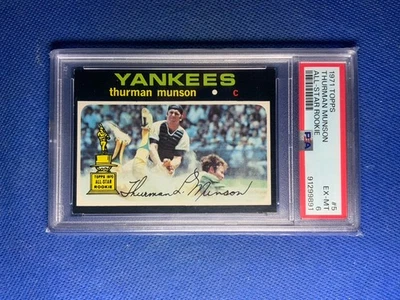 YANKEES
thurman munson • c
TOPPS 1970
ALL-STAR
ROOKIE
Thurman L. Munson
1971 TOPPS
THURMAN MUNSON
ALL-STAR ROOKIE
PSA
#5
EX-MT
6
91299891